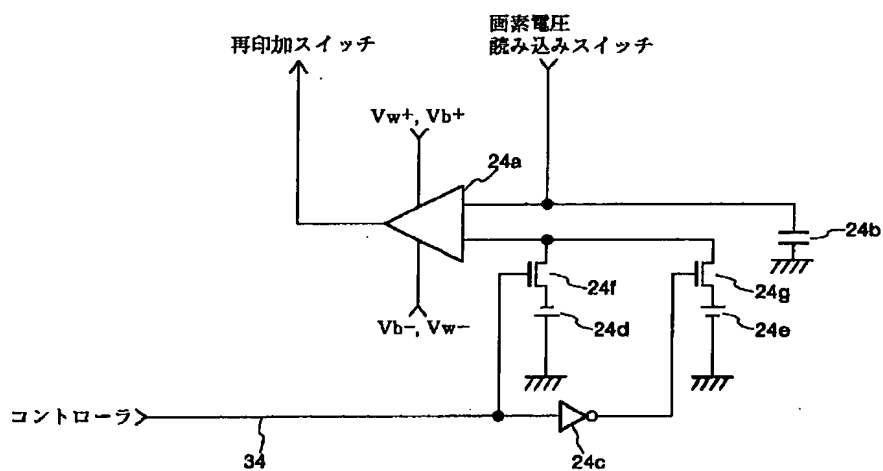 画素電圧
再印加スイッチ
読み込みスイッチ
Vw+, Vb+
24a
24b
24f
24g
24d
24e
Vb−, Vw−
コントローラ
34
24c